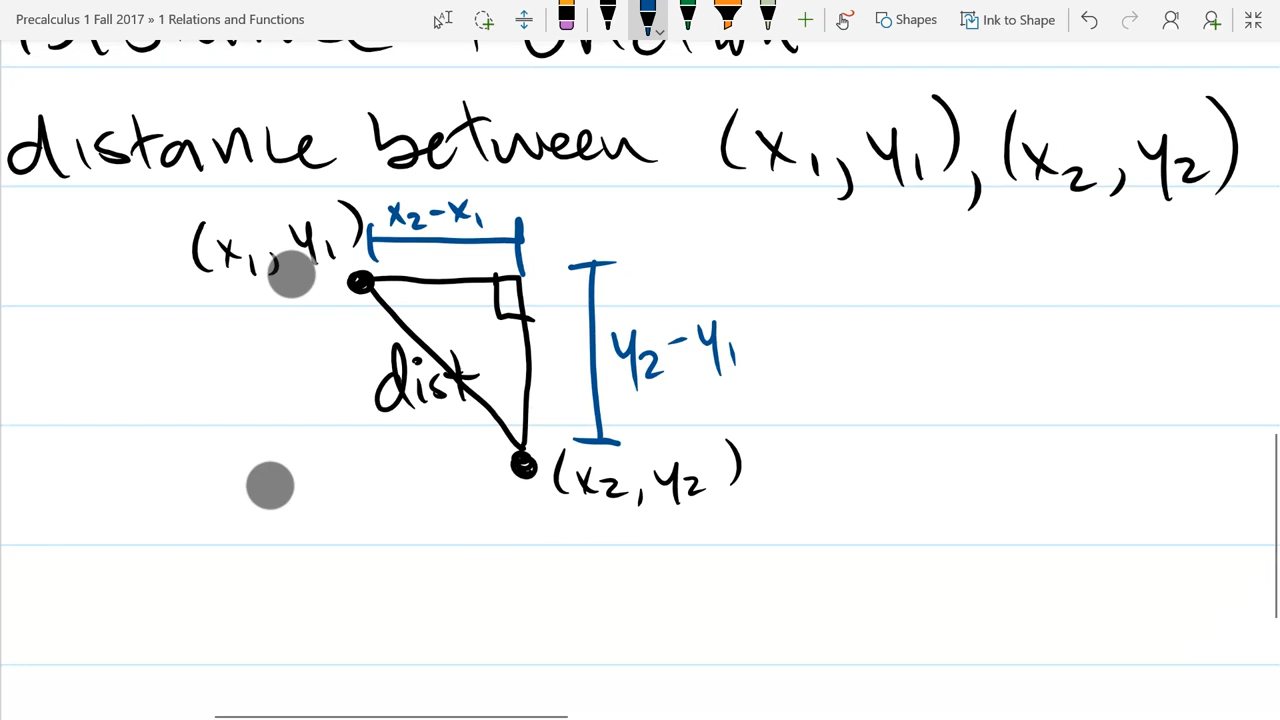 Precalculus 1 Fall 2017 » 1 Relations and Functions
Shapes
Ink to Shape
distance between (x₁, y₁), (x₂, y₂)
(x₁, y₁)
x₂-x₁
y₂-y₁
dist
(x₂, y₂)